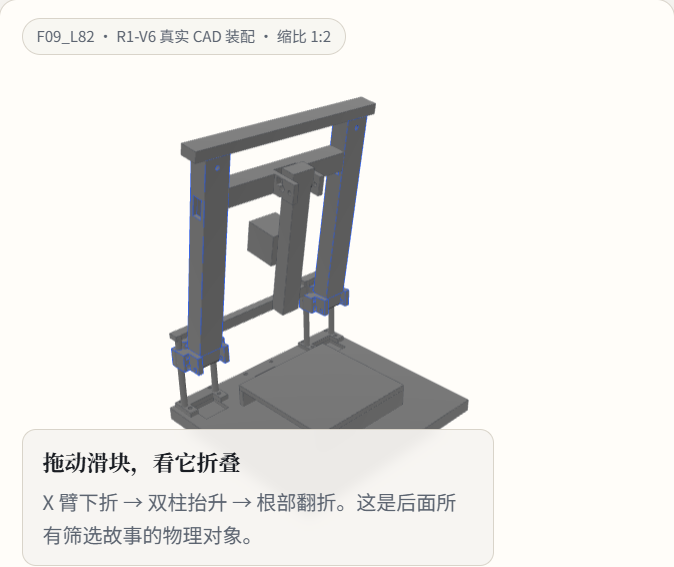 F09_L82 · R1-V6 真实 CAD 装配 · 缩比 1:2
拖动滑块，看它折叠
X 臂下折 → 双柱抬升 → 根部翻折。这是后面所
有筛选故事的物理对象。